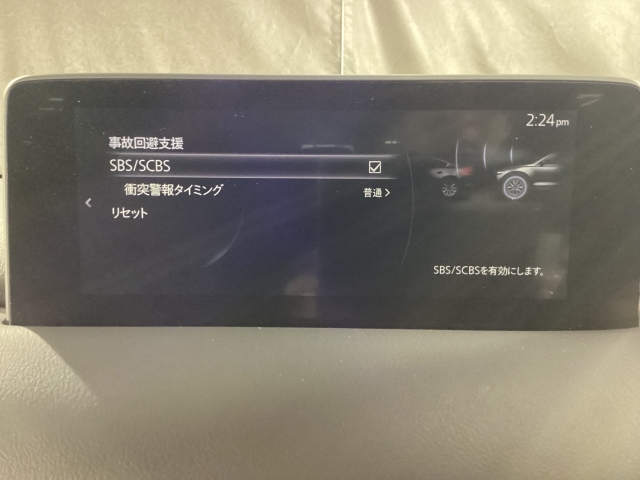 2:24pm
事故回避支援
SBS/SCBS
衝突警報タイミング 普通
リセット
SBS/SCBSを有効にします。